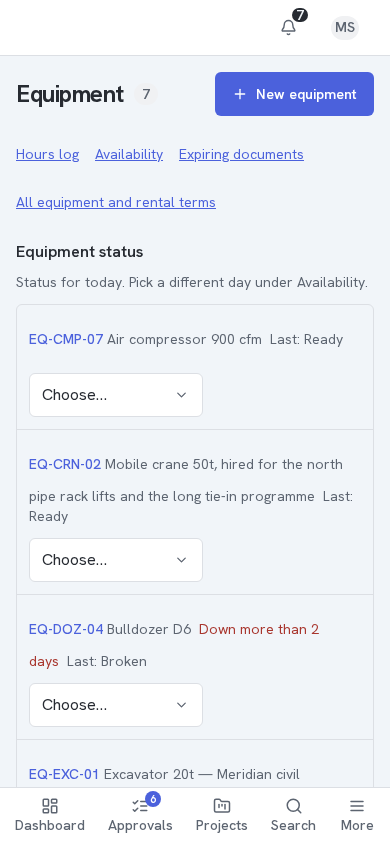 7
MS
Equipment 7
New equipment
Hours log Availability Expiring documents
All equipment and rental terms
Equipment status
Status for today. Pick a different day under Availability.
EQ-CMP-07 Air compressor 900 cfm Last: Ready
Choose...
EQ-CRN-02 Mobile crane 50t, hired for the north
pipe rack lifts and the long tie-in programme Last:
Ready
Choose...
EQ-DOZ-04 Bulldozer D6 Down more than 2
days Last: Broken
Choose...
EQ-EXC-01 Excavator 20t — Meridian civil
6
Dashboard Approvals Projects Search More